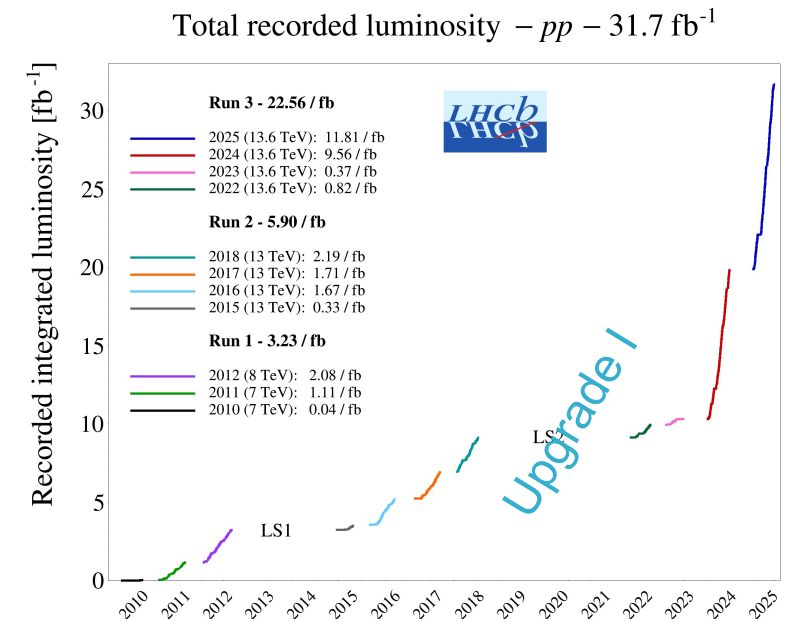 Total recorded luminosity − pp − 31.7 fb⁻¹
Recorded integrated luminosity [fb⁻¹]
30
25
20
15
10
5
0
Run 3 - 22.56 / fb
2025 (13.6 TeV): 11.81 / fb
2024 (13.6 TeV): 9.56 / fb
2023 (13.6 TeV): 0.37 / fb
2022 (13.6 TeV): 0.82 / fb
Run 2 - 5.90 / fb
2018 (13 TeV): 2.19 / fb
2017 (13 TeV): 1.71 / fb
2016 (13 TeV): 1.67 / fb
2015 (13 TeV): 0.33 / fb
Run 1 - 3.23 / fb
2012 (8 TeV): 2.08 / fb
2011 (7 TeV): 1.11 / fb
2010 (7 TeV): 0.04 / fb
LHCb
LS1
LS2
Upgrade I
2010
2011
2012
2013
2014
2015
2016
2017
2018
2019
2020
2021
2022
2023
2024
2025